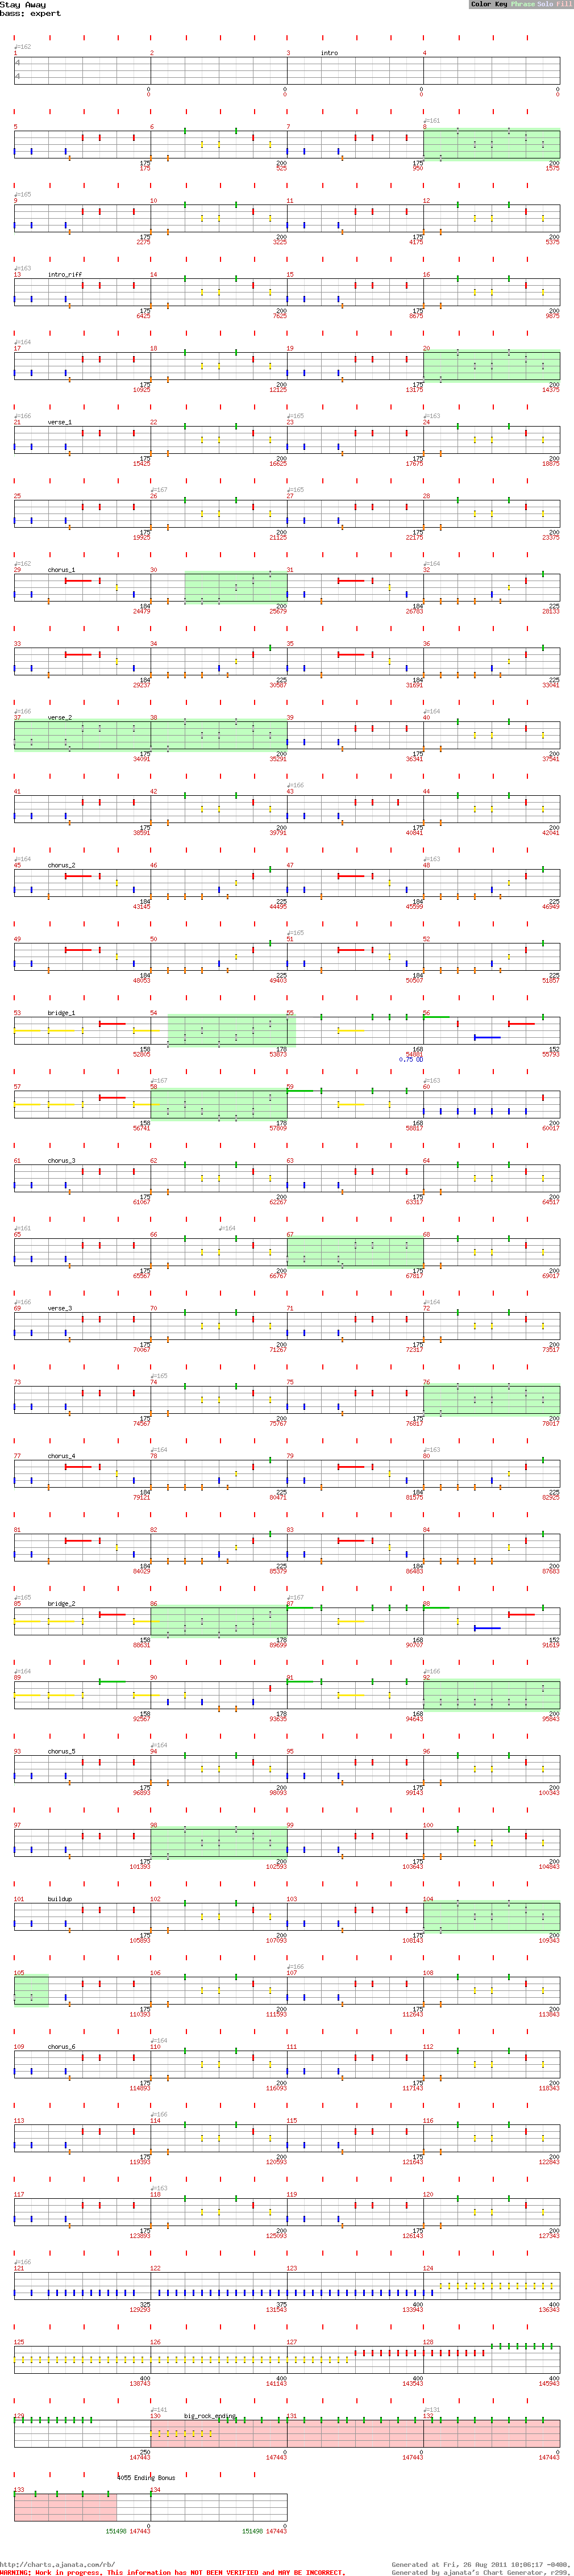 Stay Away
bass: expert
Color Key Phrase Solo Fill
♩=162
1 2 3 intro 4
4
4
0 0 0 0
0 0 0 0
♩=161
5 6 7 8
175 200 175 200
175 525 950 1575
♩=165
9 10 11 12
175 200 175 200
2275 3225 4175 5375
♩=163
13 intro_riff 14 15 16
175 200 175 200
6425 7625 8675 9875
♩=164
17 18 19 20
175 200 175 200
10925 12125 13175 14375
♩=166 ♩=165 ♩=163
21 verse_1 22 23 24
175 200 175 200
15425 16625 17675 18875
♩=167 ♩=165
25 26 27 28
175 200 175 200
19925 21125 22175 23375
♩=162 ♩=164
29 chorus_1 30 31 32
184 200 184 225
24479 25679 26783 28133
33 34 35 36
184 225 184 225
29237 30587 31691 33041
♩=166 ♩=164
37 verse_2 38 39 40
175 200 175 200
34091 35291 36341 37541
♩=166
41 42 43 44
175 200 175 200
38591 39791 40841 42041
♩=164 ♩=163
45 chorus_2 46 47 48
184 225 184 225
43145 44495 45599 46949
♩=165
49 50 51 52
184 225 184 225
48053 49403 50507 51857
53 bridge_1 54 55 56
158 178 168 152
52805 53873 54881 55793
0.75 OD
♩=167 ♩=163
57 58 59 60
158 178 168 200
56741 57809 58817 60017
61 chorus_3 62 63 64
175 200 175 200
61067 62267 63317 64517
♩=161 ♩=164
65 66 67 68
175 200 175 200
65567 66767 67817 69017
♩=166 ♩=164
69 verse_3 70 71 72
175 200 175 200
70067 71267 72317 73517
♩=165
73 74 75 76
175 200 175 200
74567 75767 76817 78017
♩=164 ♩=163
77 chorus_4 78 79 80
184 225 184 225
79121 80471 81575 82925
81 82 83 84
184 225 184 200
84029 85379 86483 87683
♩=165 ♩=167
85 bridge_2 86 87 88
158 178 168 152
88631 89699 90707 91619
♩=164 ♩=166
89 90 91 92
158 178 168 200
92567 93635 94643 95843
♩=164
93 chorus_5 94 95 96
175 200 175 200
96893 98093 99143 100343
97 98 99 100
175 200 175 200
101393 102593 103643 104843
101 buildup 102 103 104
175 200 175 200
105893 107093 108143 109343
♩=166
105 106 107 108
175 200 175 200
110393 111593 112643 113843
♩=164
109 chorus_6 110 111 112
175 200 175 200
114893 116093 117143 118343
♩=166
113 114 115 116
175 200 175 200
119393 120593 121643 122843
♩=163
117 118 119 120
175 200 175 200
123893 125093 126143 127343
♩=166
121 122 123 124
325 375 400 400
129293 131543 133943 136343
125 126 127 128
400 400 400 400
138743 141143 143543 145943
♩=141 ♩=131
129 130 big_rock_ending 131 132
250 0 0 0
147443 147443 147443 147443
4055 Ending Bonus
133 134
0 0
151498 147443 151498 147443
http://charts.ajanata.com/rb/
WARNING: Work in progress. This information has NOT BEEN VERIFIED and MAY BE INCORRECT.
Generated at Fri, 26 Aug 2011 18:06:17 -0400,
Generated by ajanata's Chart Generator, r299,